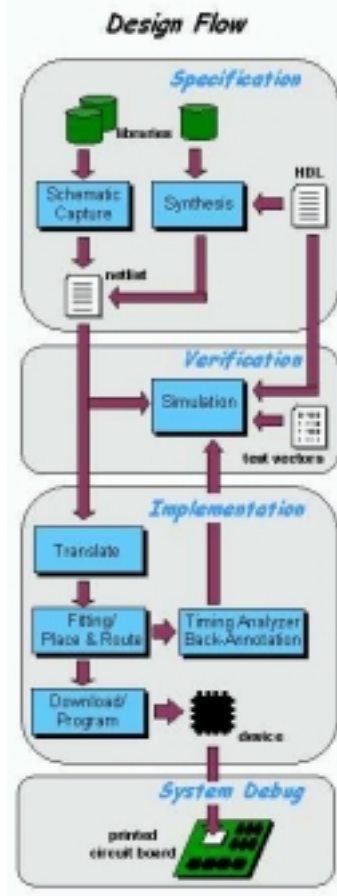 Design Flow
Specification
libraries
HDL
Schematic
Capture
Synthesis
netlist
Verification
Simulation
test vectors
Implementation
Translate
Fitting/
Place & Route
Timing Analyzer
Back-Annotation
Download/
Program
device
System Debug
printed
circuit board